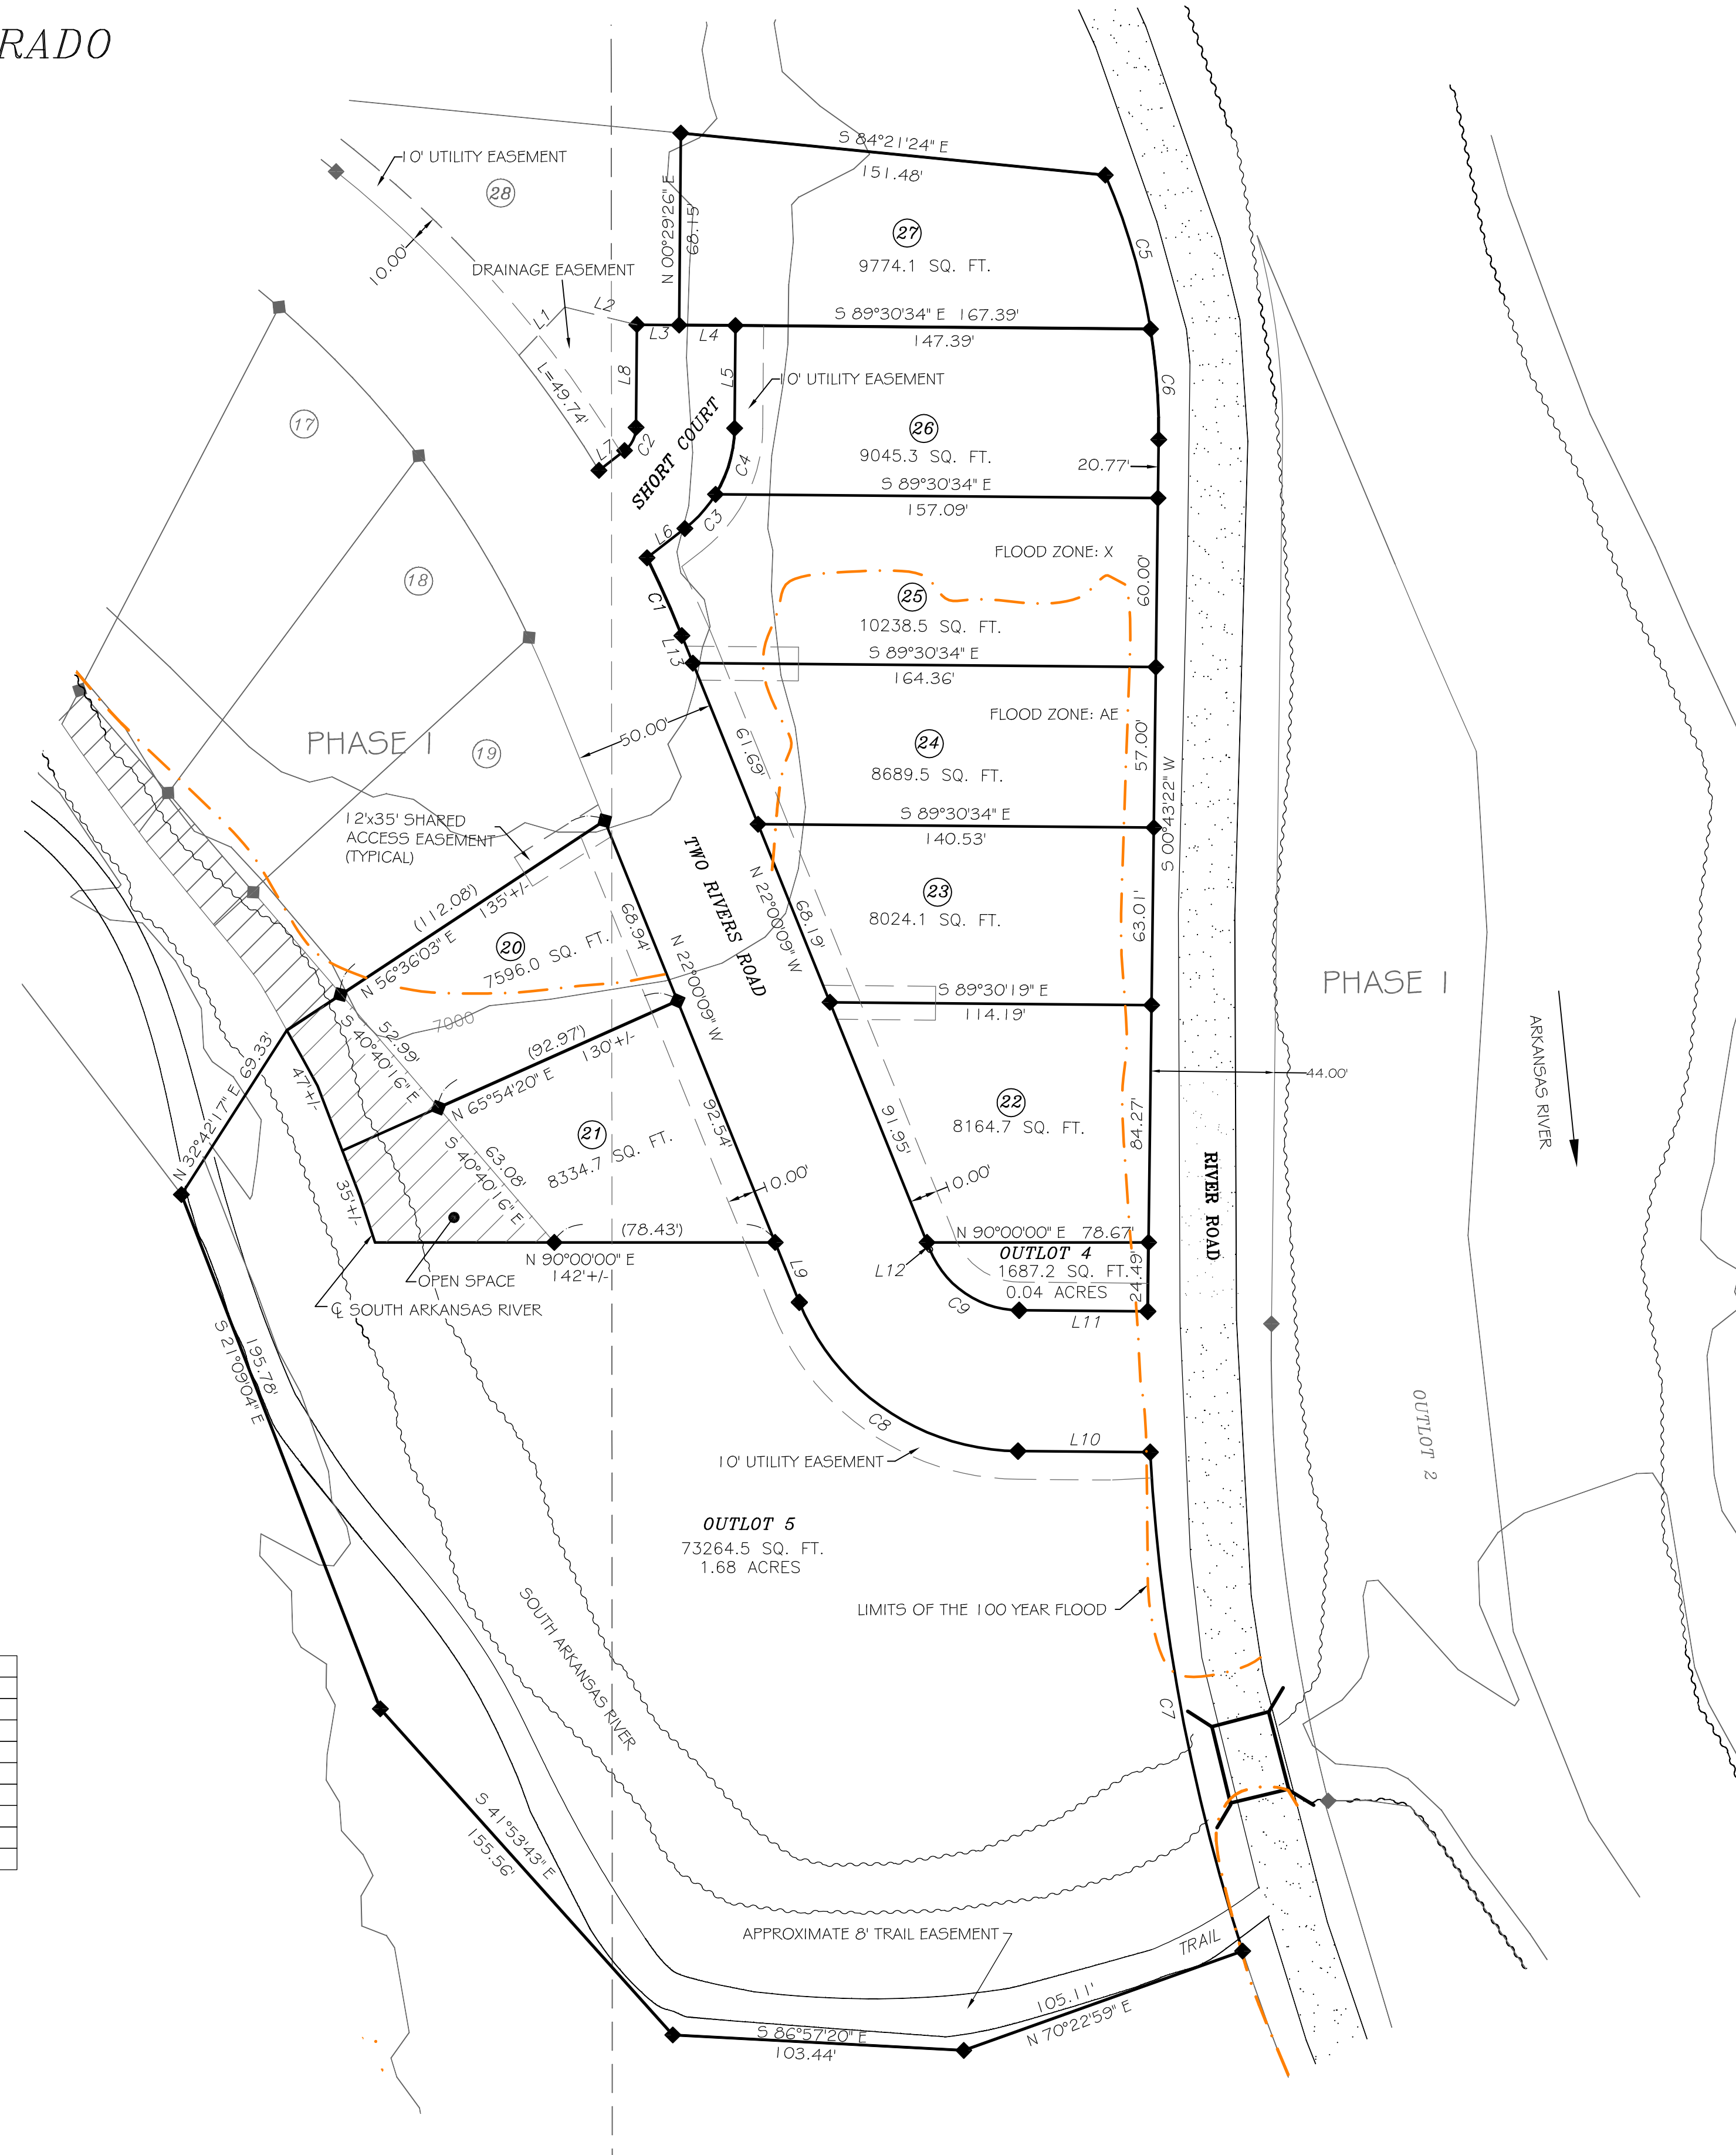 RADO
S 84°21'24" E
151.48'
10' UTILITY EASEMENT
28
N 00°29'26" E
68.15'
27
9774.1 SQ. FT.
C5
10.00'
DRAINAGE EASEMENT
L1
L2
L3
L4
S 89°30'34" E 167.39'
147.39'
L=49.74'
L8
L5
10' UTILITY EASEMENT
C6
17
L7
C2
SHORT COURT
C4
26
9045.3 SQ. FT.
20.77'
S 89°30'34" E
157.09'
C3
L6
FLOOD ZONE: X
60.00'
18
C1
25
10238.5 SQ. FT.
L13
S 89°30'34" E
164.36'
FLOOD ZONE: AE
PHASE 1
19
50.00'
61.69'
24
8689.5 SQ. FT.
57.00'
S 00°43'22" W
12'x35' SHARED
ACCESS EASEMENT
(TYPICAL)
S 89°30'34" E
140.53'
TWO RIVERS ROAD
N 22°00'09" W
68.19'
23
8024.1 SQ. FT.
63.01'
(112.08')
135'+/-
N 56°36'03" E
20
7596.0 SQ. FT.
68.94'
N 22°00'09" W
S 89°30'19" E
114.19'
PHASE 1
7000
52.99'
S 40°40'16" E
(92.97')
130'+/-
N 65°54'20" E
44.00'
ARKANSAS RIVER
69.33'
N 32°42'17" E
47'+/-
21
8334.7 SQ. FT.
92.54'
91.95'
22
8164.7 SQ. FT.
84.27'
RIVER ROAD
63.08'
S 40°40'16" E
35'+/-
10.00'
10.00'
(78.43')
N 90°00'00" E
142'+/-
N 90°00'00" E 78.67'
OUTLOT 4
1687.2 SQ. FT.
0.04 ACRES
24.49'
OPEN SPACE
℄ SOUTH ARKANSAS RIVER
L9
L12
C9
L11
195.78'
S 21°09'04" E
C8
L10
10' UTILITY EASEMENT
OUTLOT 2
OUTLOT 5
73264.5 SQ. FT.
1.68 ACRES
LIMITS OF THE 100 YEAR FLOOD
SOUTH ARKANSAS RIVER
C7
S 41°53'43" E
155.56'
APPROXIMATE 8' TRAIL EASEMENT
TRAIL
105.11'
N 70°22'59" E
S 86°57'20" E
103.44'